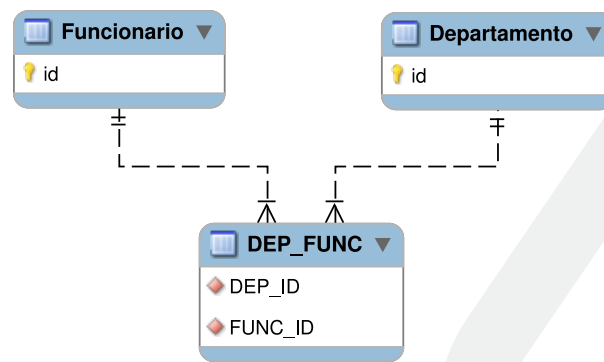 Funcionario
id
Departamento
id
DEP_FUNC
DEP_ID
FUNC_ID